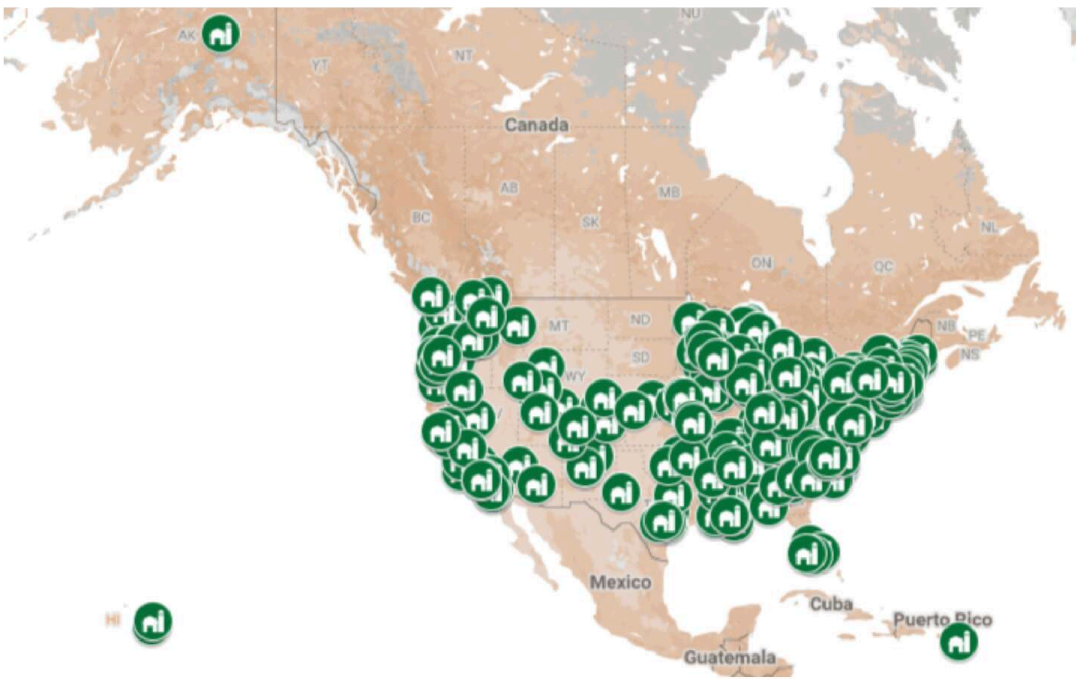 NU
AK
YT
NT
Canada
AB
MB
BC
SK
NL
ON
QC
MT
ND
NB
PE
NS
SD
WY
Mexico
Cuba
HI
Puerto Rico
Guatemala